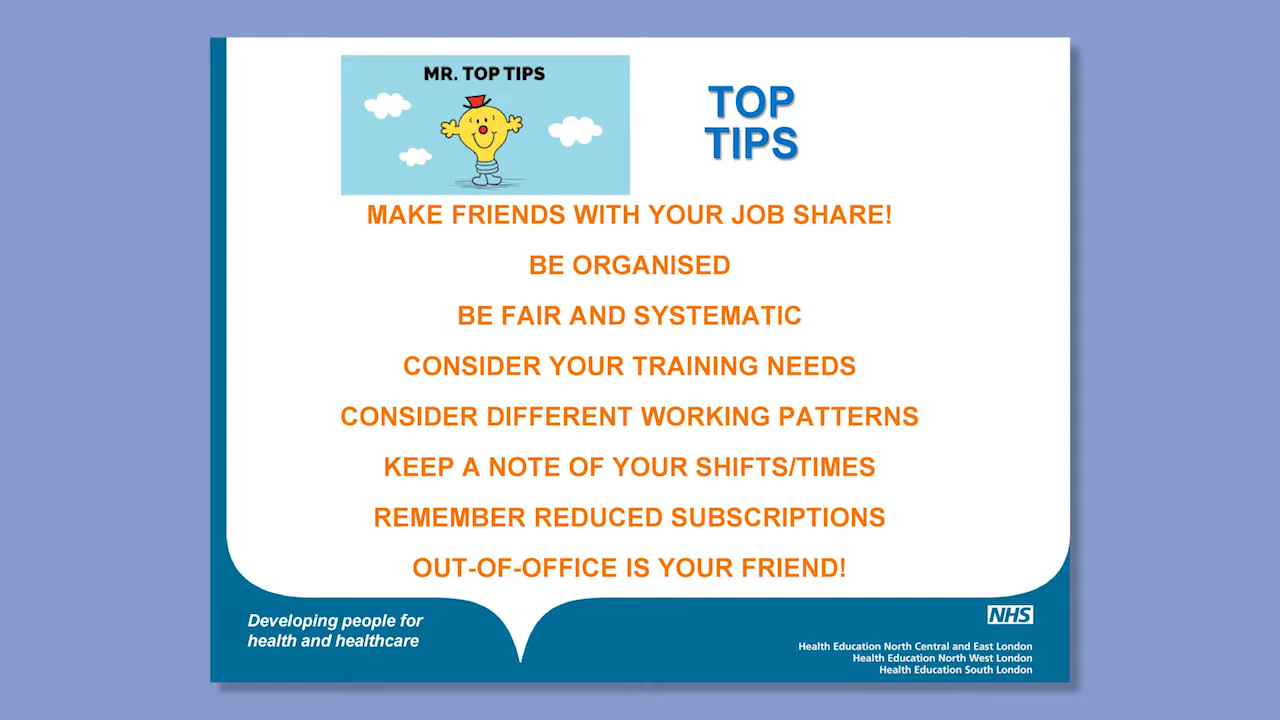 MR. TOP TIPS
TOP
TIPS
MAKE FRIENDS WITH YOUR JOB SHARE!
BE ORGANISED
BE FAIR AND SYSTEMATIC
CONSIDER YOUR TRAINING NEEDS
CONSIDER DIFFERENT WORKING PATTERNS
KEEP A NOTE OF YOUR SHIFTS/TIMES
REMEMBER REDUCED SUBSCRIPTIONS
OUT-OF-OFFICE IS YOUR FRIEND!
Developing people for
health and healthcare
NHS
Health Education North Central and East London
Health Education North West London
Health Education South London